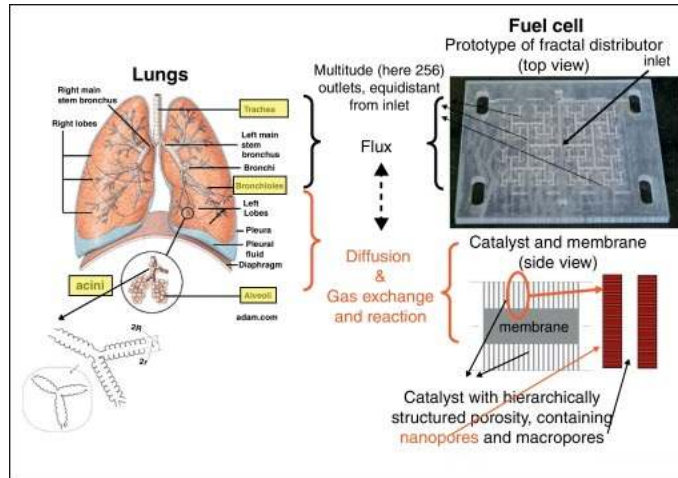 Fuel cell
Prototype of fractal distributor
(top view)
inlet
Lungs
Multitude (here 256)
outlets, equidistant
from inlet
Right main
stem bronchus
Trachea
Right lobes
Left main
stem
bronchus
Bronchi
Bronchioles
Left
Lobes
Pleura
Pleural
fluid
Diaphragm
acini
Alveoli
adam.com
2R
2r
Flux
Diffusion
&
Gas exchange
and reaction
Catalyst and membrane
(side view)
membrane
Catalyst with hierarchically
structured porosity, containing
nanopores and macropores